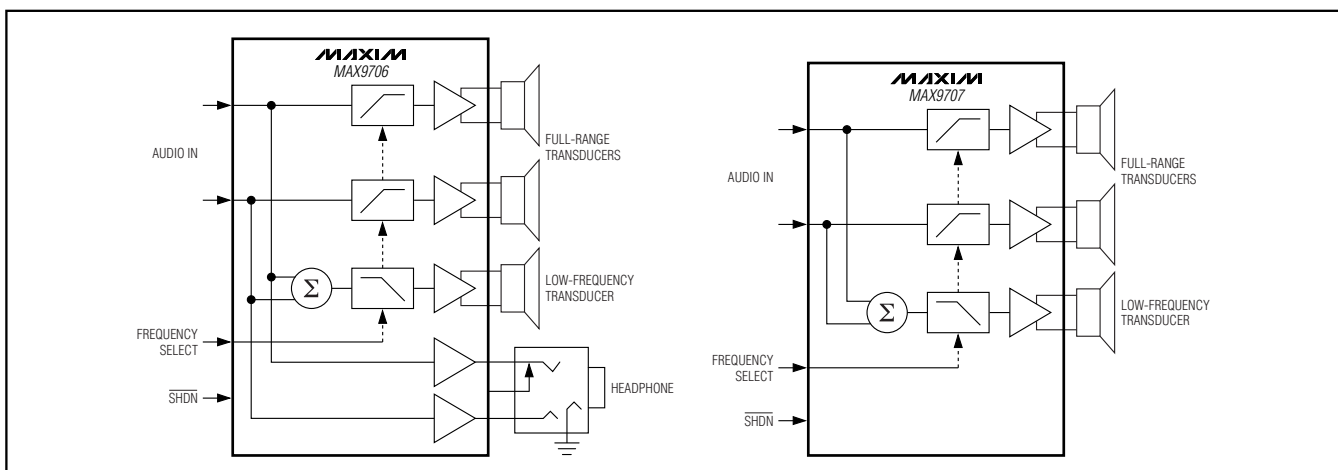 MAXIM
MAX9706
AUDIO IN
FULL-RANGE
TRANSDUCERS
Σ
LOW-FREQUENCY
TRANSDUCER
FREQUENCY
SELECT
SHDN
HEADPHONE
MAXIM
MAX9707
AUDIO IN
FULL-RANGE
TRANSDUCERS
Σ
LOW-FREQUENCY
TRANSDUCER
FREQUENCY
SELECT
SHDN